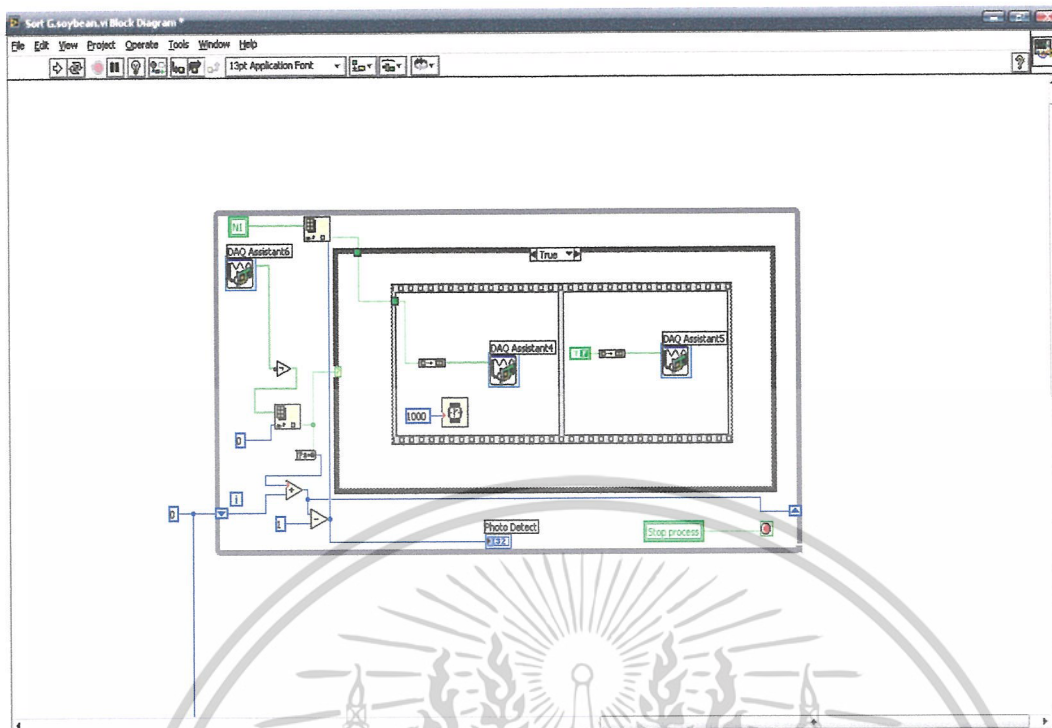 Sort G.soybean.vi Block Diagram *
File Edit View Project Operate Tools Window Help
13pt Application Font
N1
DAQ Assistant6
True
DAQ Assistant4
DAQ Assistant5
1000
0
i
0
1
Photo Detect
Stop process